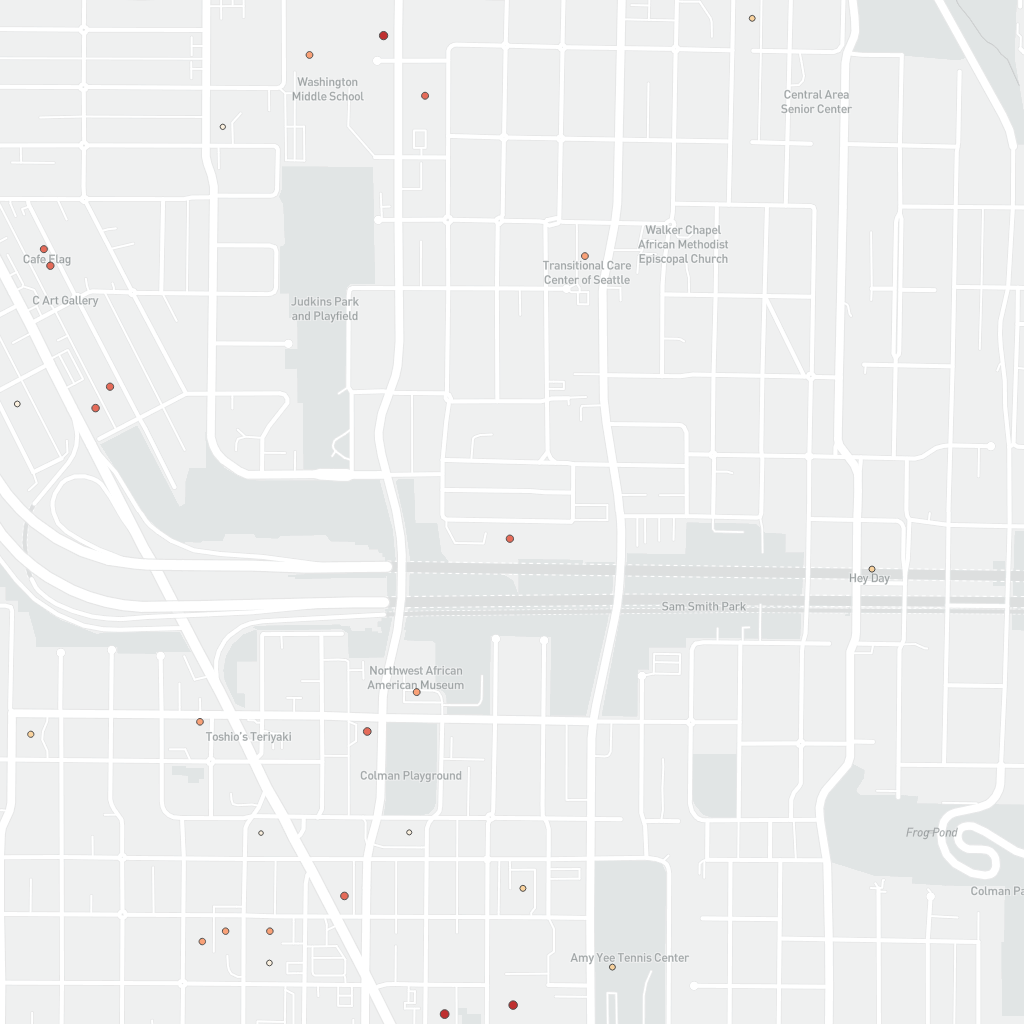 Washington
Middle School
Central Area
Senior Center
Walker Chapel
African Methodist
Episcopal Church
Cafe Flag
Transitional Care
Center of Seattle
C Art Gallery
Judkins Park
and Playfield
Hey Day
Sam Smith Park
Northwest African
American Museum
Toshio's Teriyaki
Colman Playground
Frog Pond
Colman Pa
Amy Yee Tennis Center